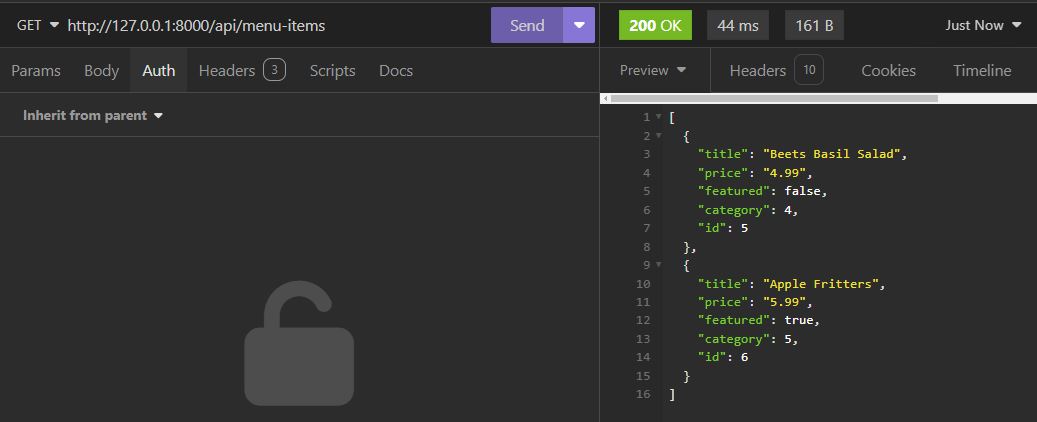 GET http://127.0.0.1:8000/api/menu-items Send
200 OK 44 ms 161 B Just Now
Params Body Auth Headers 3 Scripts Docs
Preview Headers 10 Cookies Timeline
Inherit from parent
1 [
2 {
3 "title": "Beets Basil Salad",
4 "price": "4.99",
5 "featured": false,
6 "category": 4,
7 "id": 5
8 },
9 {
10 "title": "Apple Fritters",
11 "price": "5.99",
12 "featured": true,
13 "category": 5,
14 "id": 6
15 }
16 ]